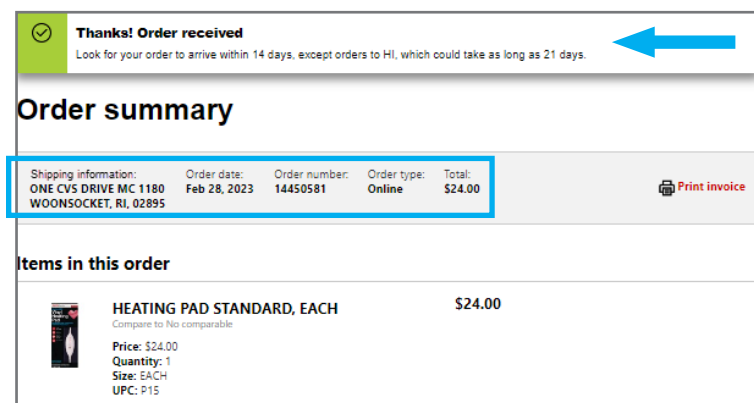 Thanks! Order received
Look for your order to arrive within 14 days, except orders to HI, which could take as long as 21 days.
Order summary
Shipping information: Order date: Order number: Order type: Total:
ONE CVS DRIVE MC 1180 Feb 28, 2023 14450581 Online $24.00
WOONSOCKET, RI, 02895
Print invoice
Items in this order
HEATING PAD STANDARD, EACH $24.00
Compare to No comparable
Price: $24.00
Quantity: 1
Size: EACH
UPC: P15